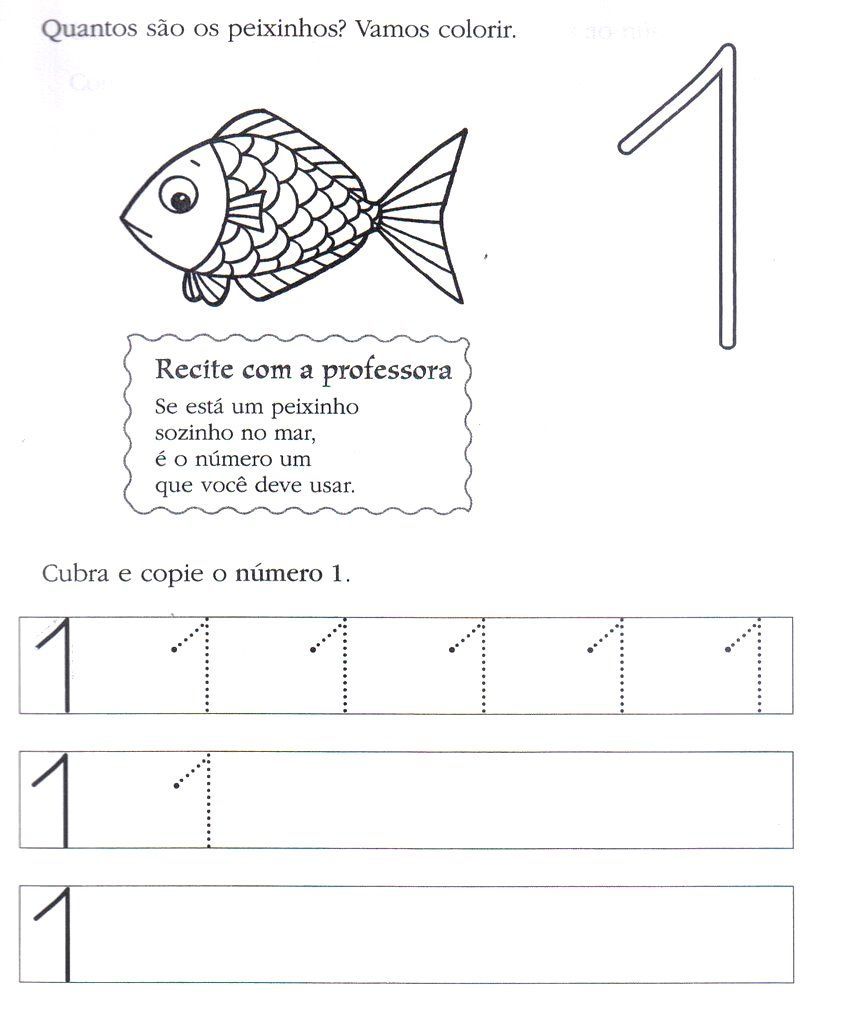 Quantos são os peixinhos? Vamos colorir.
1
Recite com a professora
Se está um peixinho
sozinho no mar,
é o número um
que você deve usar.
Cubra e copie o número 1.
1 1 1 1 1 1
1 1
1